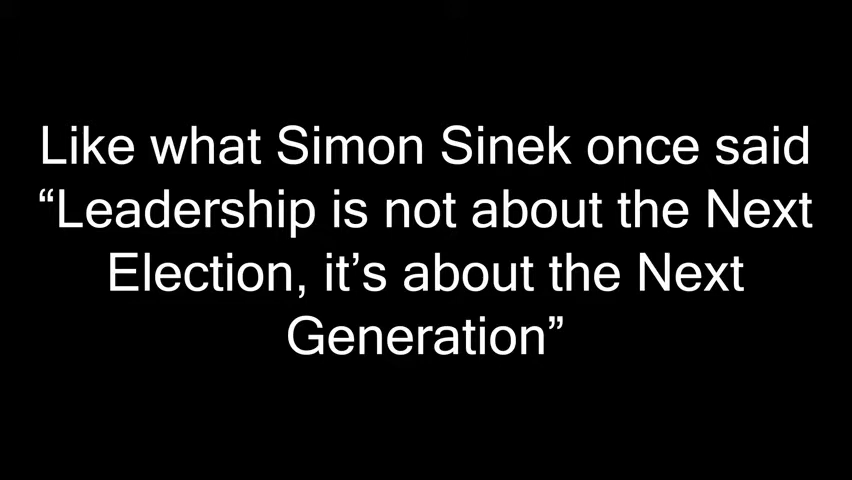 Like what Simon Sinek once said
“Leadership is not about the Next
Election, it’s about the Next
Generation”